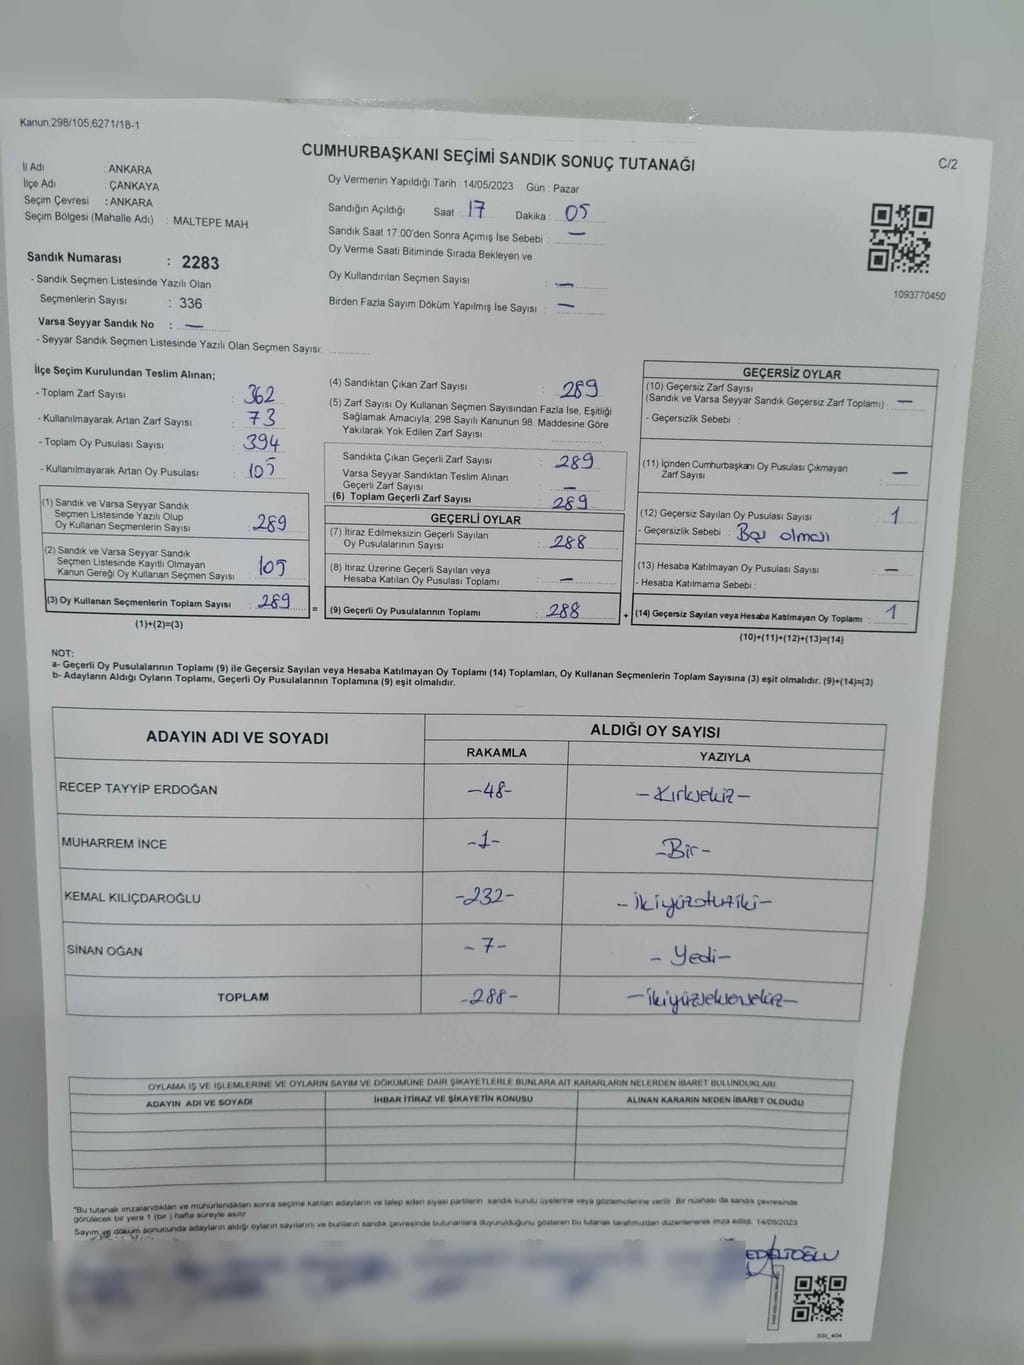 Kanun:298/105,6271/18-1
CUMHURBAŞKANI SEÇİMİ SANDIK SONUÇ TUTANAĞI
C/2
İl Adı : ANKARA
İlçe Adı : ÇANKAYA
Seçim Çevresi : ANKARA
Seçim Bölgesi (Mahalle Adı) : MALTEPE MAH.
Sandık Numarası : 2283
- Sandık Seçmen Listesinde Yazılı Olan
Seçmenlerin Sayısı : 336
Varsa Seyyar Sandık No : —
- Seyyar Sandık Seçmen Listesinde Yazılı Olan Seçmen Sayısı:
Oy Vermenin Yapıldığı Tarih 14/05/2023 Gün : Pazar
Sandığın Açıldığı Saat 17 Dakika : 05
Sandık Saat 17:00'den Sonra Açımış İse Sebebi : —
Oy Verme Saati Bitiminde Sırada Bekleyen ve
Oy Kullandırılan Seçmen Sayısı : —
Birden Fazla Sayım Döküm Yapılmış İse Sayısı : —
1093770450
İlçe Seçim Kurulundan Teslim Alınan;
- Toplam Zarf Sayısı : 362
- Kullanılmayarak Artan Zarf Sayısı : 73
- Toplam Oy Pusulası Sayısı : 394
- Kullanılmayarak Artan Oy Pusulası : 105
(1) Sandık ve Varsa Seyyar Sandık
Seçmen Listesinde Yazılı Olup
Oy Kullanan Seçmenlerin Sayısı : 289
(2) Sandık ve Varsa Seyyar Sandık
Seçmen Listesinde Kayıtlı Olmayan
Kanun Gereği Oy Kullanan Seçmen Sayısı : 105
(3) Oy Kullanan Seçmenlerin Toplam Sayısı : 289
(1)+(2)=(3)
(4) Sandıktan Çıkan Zarf Sayısı : 289
(5) Zarf Sayısı Oy Kullanan Seçmen Sayısından Fazla İse, Eşitliği
Sağlamak Amacıyla; 298 Sayılı Kanunun 98. Maddesine Göre
Yakılarak Yok Edilen Zarf Sayısı :
Sandıkta Çıkan Geçerli Zarf Sayısı : 289
Varsa Seyyar Sandıktan Teslim Alınan
Geçerli Zarf Sayısı : —
(6) Toplam Geçerli Zarf Sayısı : 289
GEÇERLİ OYLAR
(7) İtiraz Edilmeksizin Geçerli Sayılan
Oy Pusulalarının Sayısı : 288
(8) İtiraz Üzerine Geçerli Sayılan veya
Hesaba Katılan Oy Pusulası Toplamı : —
= (9) Geçerli Oy Pusulalarının Toplamı : 288 +
GEÇERSİZ OYLAR
(10) Geçersiz Zarf Sayısı
(Sandık ve Varsa Seyyar Sandık Geçersiz Zarf Toplamı) : —
- Geçersizlik Sebebi :
(11) İçinden Cumhurbaşkanı Oy Pusulası Çıkmayan
Zarf Sayısı : —
(12) Geçersiz Sayılan Oy Pusulası Sayısı : 1
- Geçersizlik Sebebi : Boş olması
(13) Hesaba Katılmayan Oy Pusulası Sayısı : —
- Hesaba Katılmama Sebebi :
(14) Geçersiz Sayılan veya Hesaba Katılmayan Oy Toplamı : 1
(10)+(11)+(12)+(13)=(14)
NOT:
a- Geçerli Oy Pusulalarının Toplamı (9) ile Geçersiz Sayılan veya Hesaba Katılmayan Oy Toplamı (14) Toplamları, Oy Kullanan Seçmenlerin Toplam Sayısına (3) eşit olmalıdır. (9)+(14)=(3)
b- Adayların Aldığı Oyların Toplamı, Geçerli Oy Pusulalarının Toplamına (9) eşit olmalıdır.
ADAYIN ADI VE SOYADI
ALDIĞI OY SAYISI
RAKAMLA YAZIYLA
RECEP TAYYİP ERDOĞAN -48- -Kırksekiz-
MUHARREM İNCE -1- -Bir-
KEMAL KILIÇDAROĞLU -232- -İkiyüzotuziki-
SİNAN OĞAN -7- -Yedi-
TOPLAM -288- -İkiyüzseksensekiz-
OYLAMA İŞ VE İŞLEMLERİNE VE OYLARIN SAYIM VE DÖKÜMÜNE DAİR ŞİKAYETLERLE BUNLARA AİT KARARLARIN NELERDEN İBARET BULUNDUKLARI
ADAYIN ADI VE SOYADI İHBAR İTİRAZ VE ŞİKAYETİN KONUSU ALINAN KARARIN NEDEN İBARET OLDUĞU
*Bu tutanak imzalandıktan ve mühürlendikten sonra seçime katılan adayların ve talep eden siyasi partilerin sandık kurulu üyelerine veya gözlemcilerine verilir. Bir nüshası da sandık çevresinde
görülecek bir yere 1 (bir) hafta süreyle asılır.
Sayım ve döküm sonucunda adayların aldığı oyların sayılarını ve bunların sandık çevresinde bulunanlara duyurulduğunu gösteren bu tutanak tarafımızdan düzenlenerek imza edildi. 14/05/2023